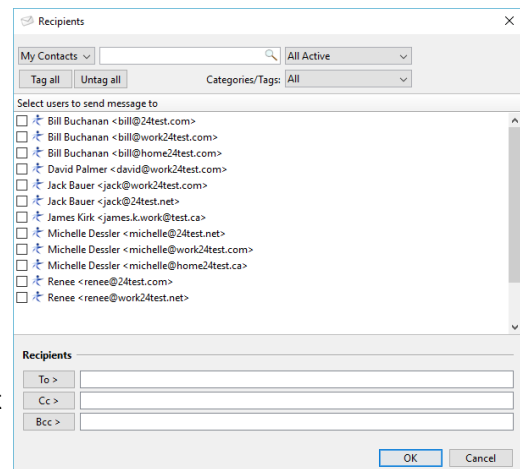 Recipients
My Contacts All Active
Tag all Untag all Categories/Tags: All
Select users to send message to
Bill Buchanan <bill@24test.com>
Bill Buchanan <bill@work24test.com>
Bill Buchanan <bill@home24test.com>
David Palmer <david@work24test.com>
Jack Bauer <jack@work24test.com>
Jack Bauer <jack@24test.net>
James Kirk <james.k.work@test.ca>
Michelle Dessler <michelle@24test.net>
Michelle Dessler <michelle@work24test.com>
Michelle Dessler <michelle@home24test.ca>
Renee <renee@24test.com>
Renee <renee@work24test.net>
Recipients
To >
Cc >
Bcc >
OK Cancel